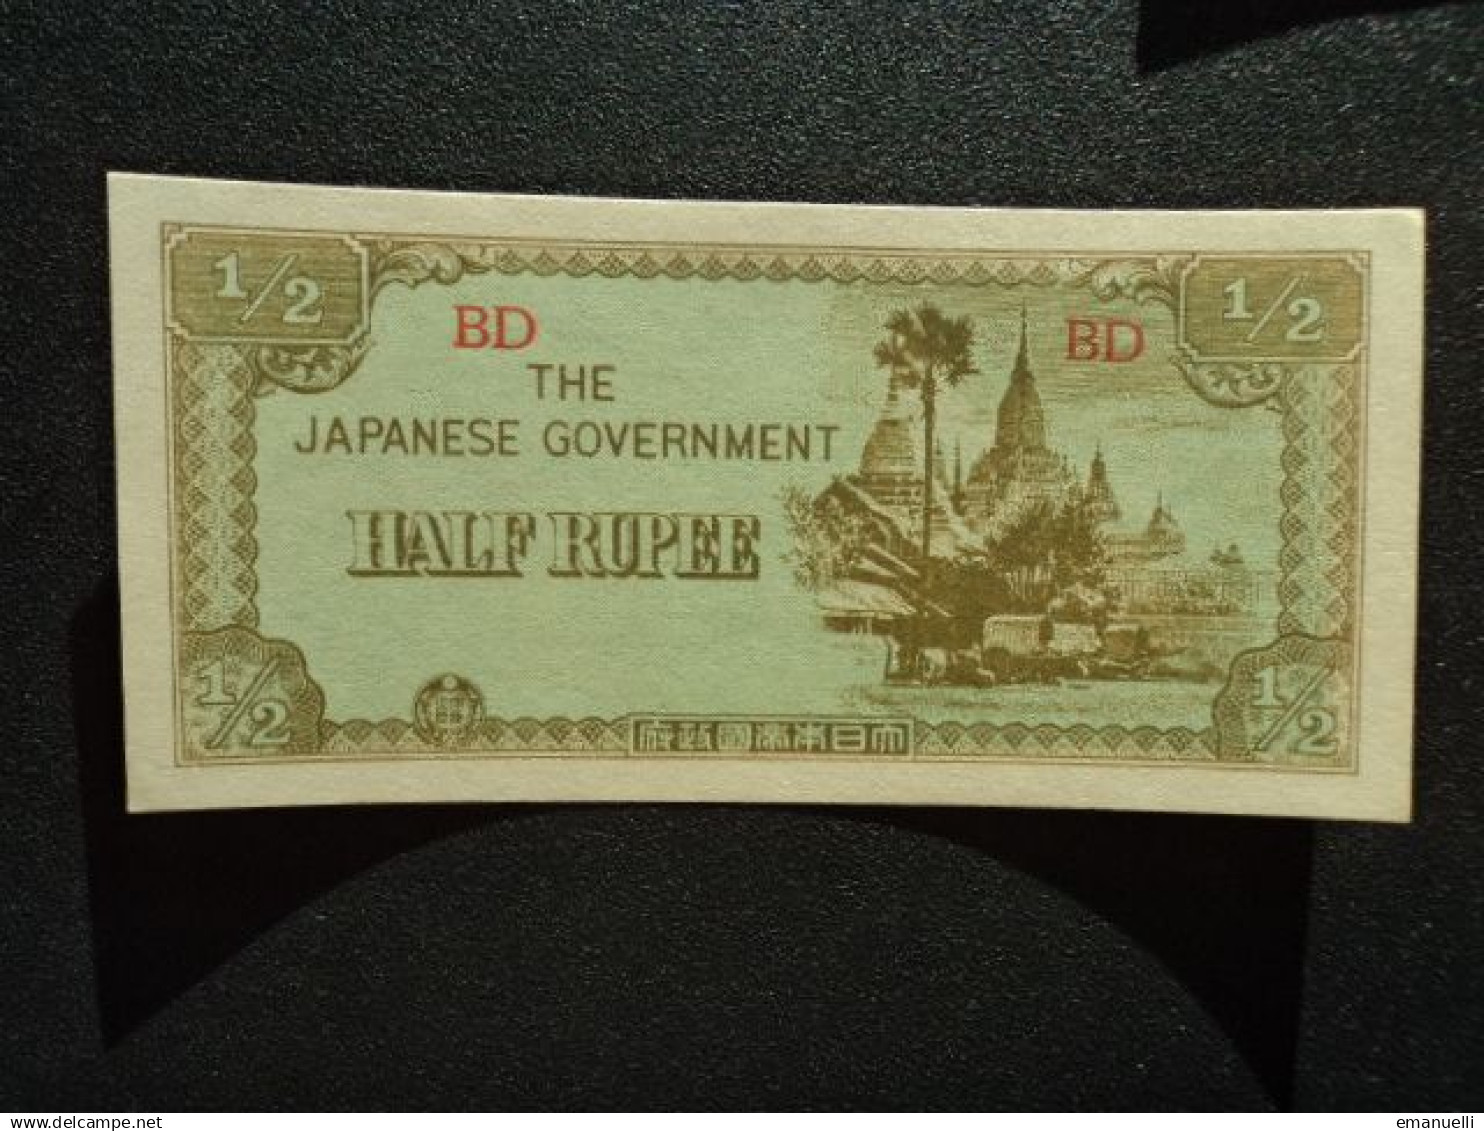 1/2
1/2
BD
BD
THE
JAPANESE GOVERNMENT
HALF RUPEE
1/2
1/2
府政國帝本日大
emanuelli